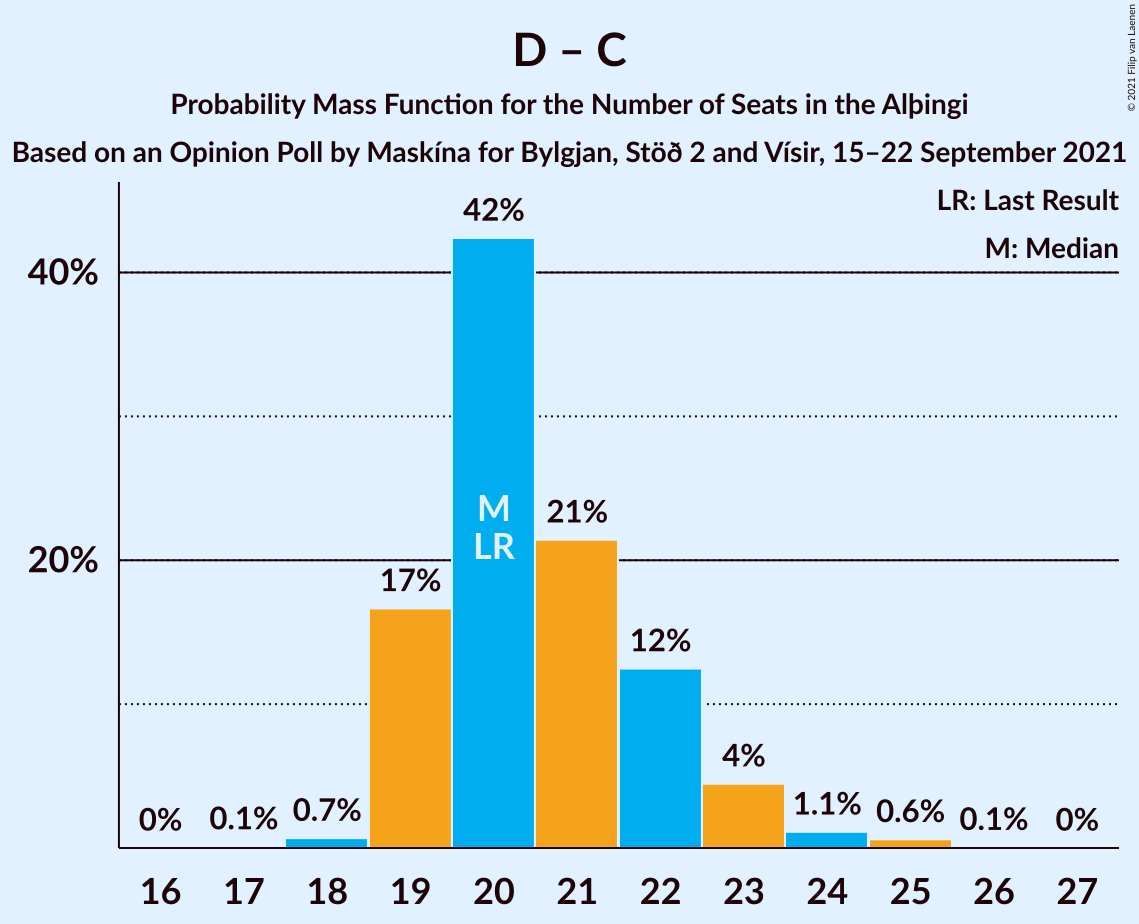 D – C
Probability Mass Function for the Number of Seats in the Alþingi
Based on an Opinion Poll by Maskína for Bylgjan, Stöð 2 and Vísir, 15–22 September 2021
© 2021 Filip van Laenen
LR: Last Result
M: Median
42%
40%
M
LR
21%
20%
17%
12%
4%
0% 0.1% 0.7% 1.1% 0.6% 0.1% 0%
16 17 18 19 20 21 22 23 24 25 26 27